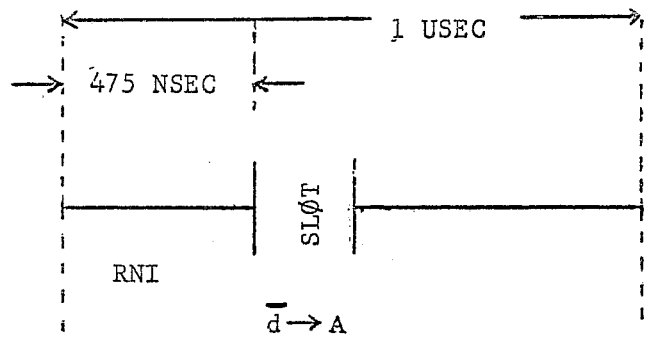 1 USEC
475 NSEC
SLØT
RNI
d̅ → A